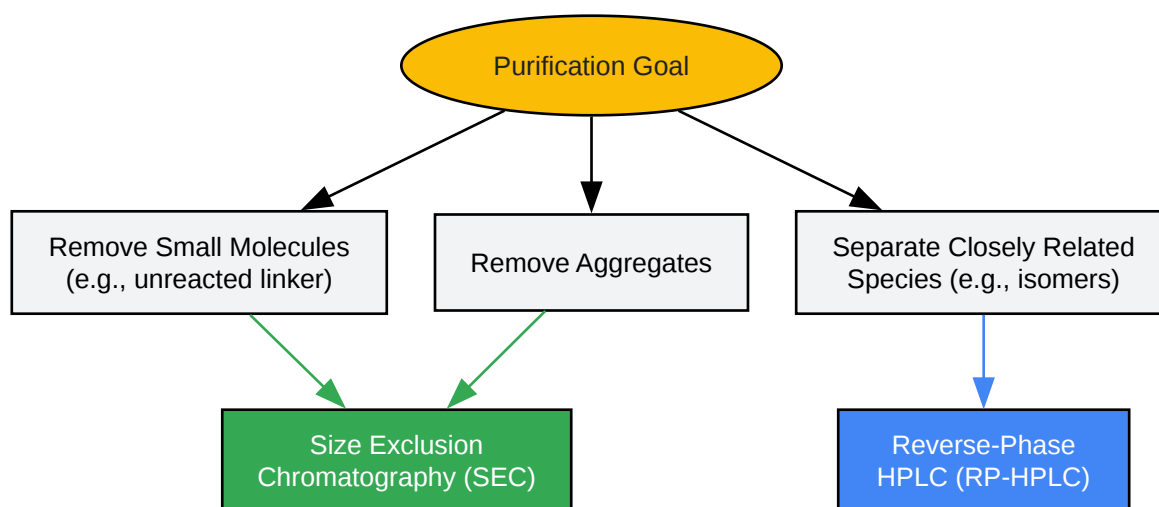 Purification Goal
Remove Small Molecules
(e.g., unreacted linker)
Remove Aggregates
Separate Closely Related
Species (e.g., isomers)
Size Exclusion
Chromatography (SEC)
Reverse-Phase
HPLC (RP-HPLC)